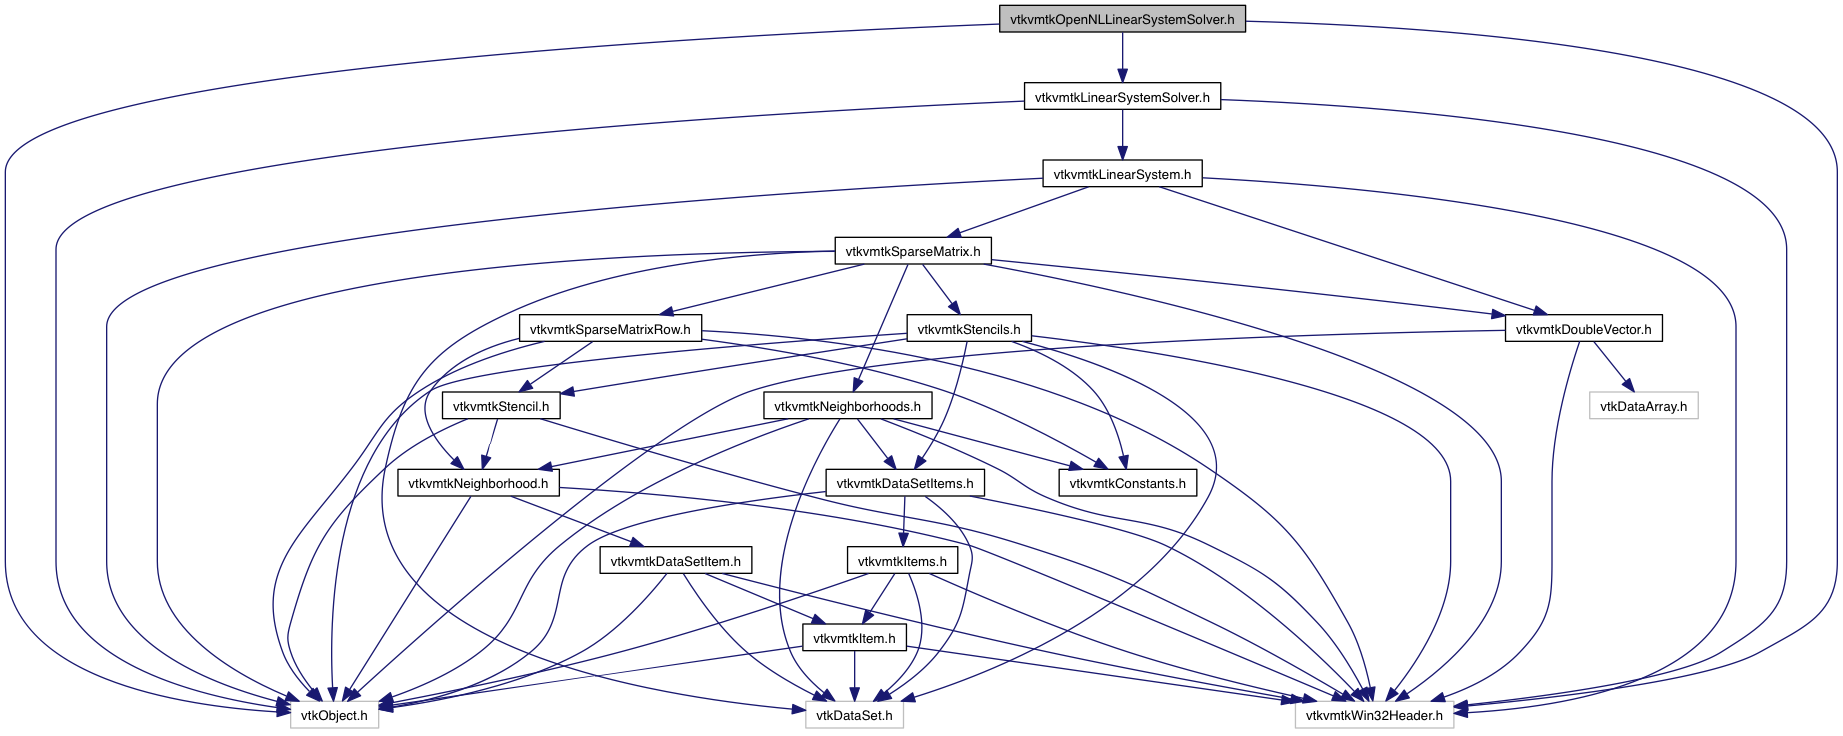 vtkvmtkOpenNLLinearSystemSolver.h
vtkvmtkLinearSystemSolver.h
vtkvmtkLinearSystem.h
vtkvmtkSparseMatrix.h
vtkvmtkSparseMatrixRow.h
vtkvmtkStencils.h
vtkvmtkDoubleVector.h
vtkvmtkStencil.h
vtkvmtkNeighborhoods.h
vtkDataArray.h
vtkvmtkNeighborhood.h
vtkvmtkDataSetItems.h
vtkvmtkConstants.h
vtkvmtkDataSetItem.h
vtkvmtkItems.h
vtkvmtkItem.h
vtkObject.h
vtkDataSet.h
vtkvmtkWin32Header.h